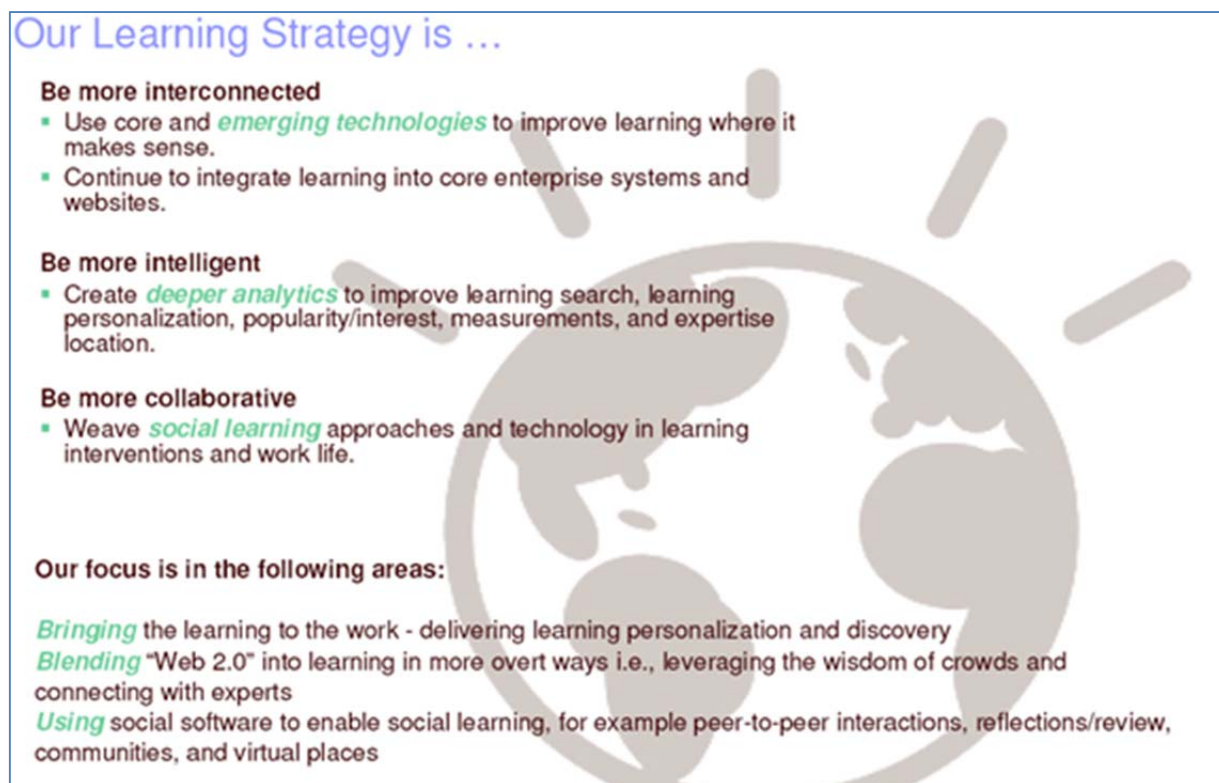 Our Learning Strategy is ...
Be more interconnected
▪ Use core and emerging technologies to improve learning where it
makes sense.
▪ Continue to integrate learning into core enterprise systems and
websites.
Be more intelligent
▪ Create deeper analytics to improve learning search, learning
personalization, popularity/interest, measurements, and expertise
location.
Be more collaborative
▪ Weave social learning approaches and technology in learning
interventions and work life.
Our focus is in the following areas:
Bringing the learning to the work - delivering learning personalization and discovery
Blending “Web 2.0” into learning in more overt ways i.e., leveraging the wisdom of crowds and
connecting with experts
Using social software to enable social learning, for example peer-to-peer interactions, reflections/review,
communities, and virtual places